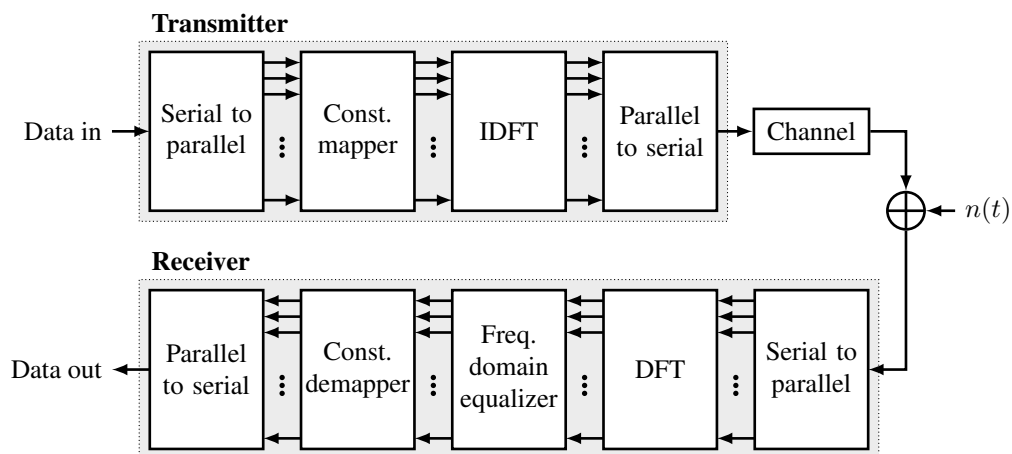 Transmitter
Data in
Serial to
parallel
Const.
mapper
IDFT
Parallel
to serial
Channel
n(t)
Receiver
Data out
Parallel
to serial
Const.
demapper
Freq.
domain
equalizer
DFT
Serial to
parallel